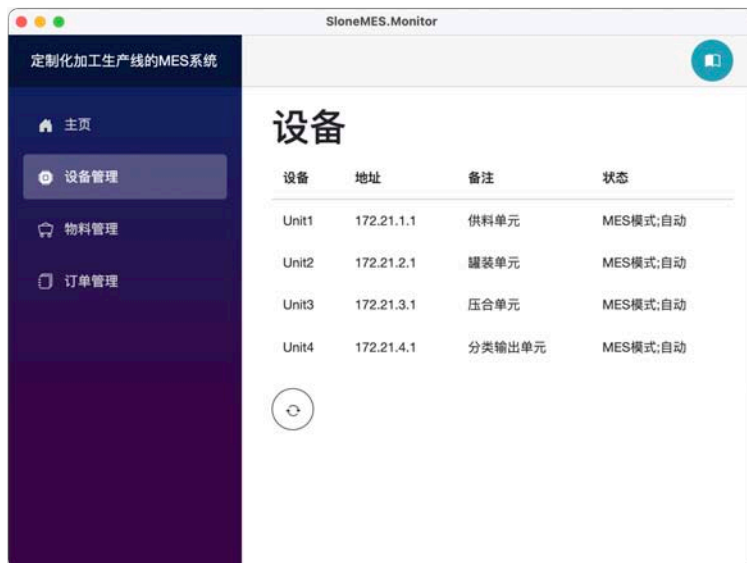 SloneMES.Monitor
定制化加工生产线的MES系统
主页
设备管理
物料管理
订单管理
设备
设备 地址 备注 状态
Unit1 172.21.1.1 供料单元 MES模式;自动
Unit2 172.21.2.1 罐装单元 MES模式;自动
Unit3 172.21.3.1 压合单元 MES模式;自动
Unit4 172.21.4.1 分类输出单元 MES模式;自动